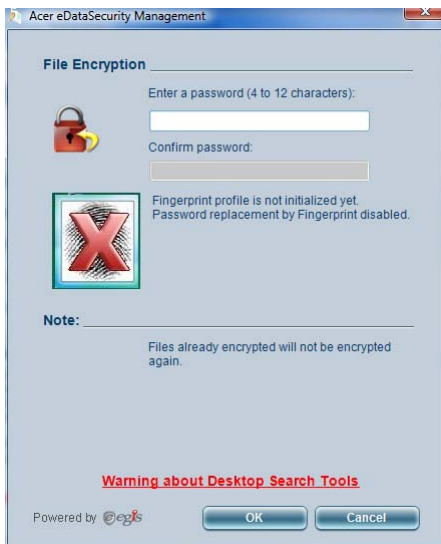 Acer eDataSecurity Management
File Encryption
Enter a password (4 to 12 characters):
Confirm password:
Fingerprint profile is not initialized yet.
Password replacement by Fingerprint disabled.
Note:
Files already encrypted will not be encrypted
again.
Warning about Desktop Search Tools
Powered by egis
OK
Cancel